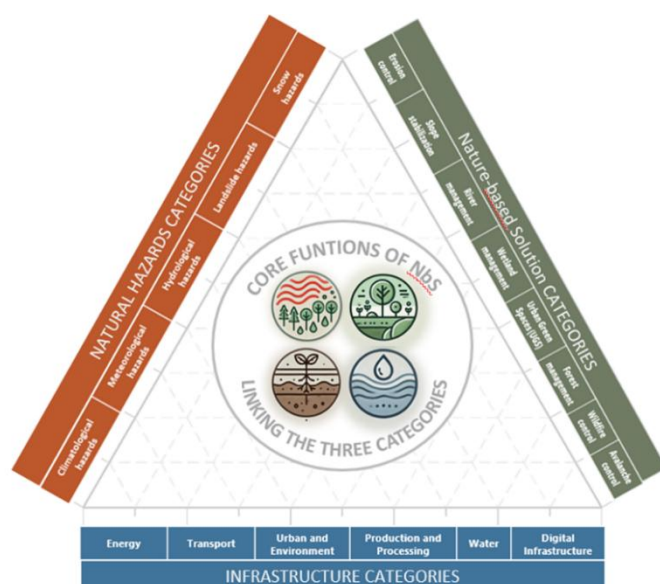 NATURAL HAZARDS CATEGORIES
Snow
hazards
Landslide hazards
Hydrological
hazards
Meteorological
hazards
Climatological
hazards
Nature-based Solution CATEGORIES
Erosion
control
Slope
stabilization
River
management
Wetland
management
Urban Green
Spaces (UGS)
Forest
management
Wildfire
control
Avalanche
control
CORE FUNTIONS OF NbS
LINKING THE THREE CATEGORIES
Energy
Transport
Urban and
Environment
Production and
Processing
Water
Digital
Infrastructure
INFRASTRUCTURE CATEGORIES